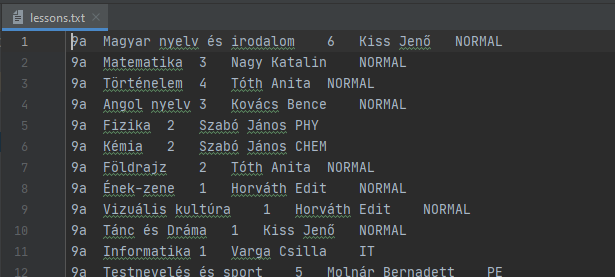 lessons.txt
1 9a Magyar nyelv és irodalom 6 Kiss Jenő NORMAL
2 9a Matematika 3 Nagy Katalin NORMAL
3 9a Történelem 4 Tóth Anita NORMAL
4 9a Angol nyelv 3 Kovács Bence NORMAL
5 9a Fizika 2 Szabó János PHY
6 9a Kémia 2 Szabó János CHEM
7 9a Földrajz 2 Tóth Anita NORMAL
8 9a Ének-zene 1 Horváth Edit NORMAL
9 9a Vizuális kultúra 1 Horváth Edit NORMAL
10 9a Tánc és Dráma 1 Kiss Jenő NORMAL
11 9a Informatika 1 Varga Csilla IT
12 9a Testnevelés és sport 5 Molnár Bernadett PE